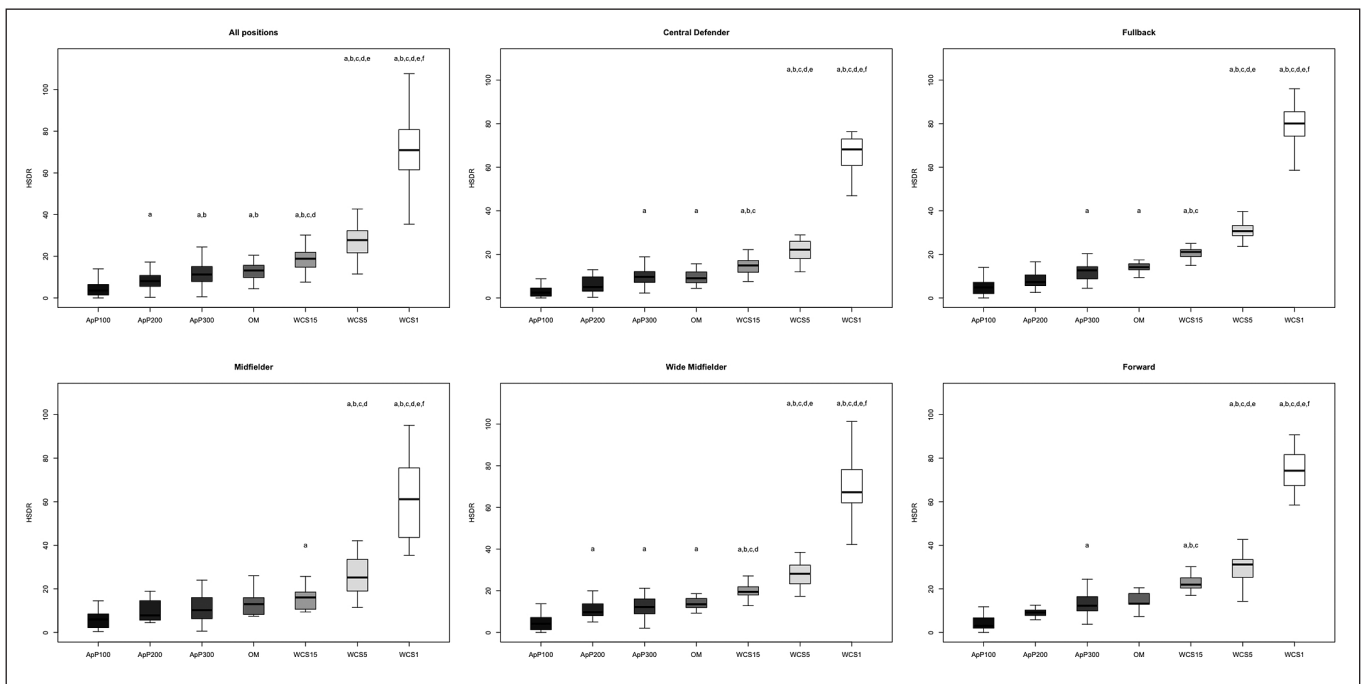 All positions
a,b,c,d,e a,b,c,d,e,f
100
80
60
40
20
0
HSDR
a a,b a,b a,b,c,d
ApP100 ApP200 ApP300 OM WCS15 WCS5 WCS1
Central Defender
a,b,c,d,e a,b,c,d,e,f
100
80
60
40
20
0
HSDR
a a a,b,c
ApP100 ApP200 ApP300 OM WCS15 WCS5 WCS1
Fullback
a,b,c,d,e a,b,c,d,e,f
100
80
60
40
20
0
HSDR
a a a,b,c
ApP100 ApP200 ApP300 OM WCS15 WCS5 WCS1
Midfielder
a,b,c,d a,b,c,d,e,f
100
80
60
40
20
0
HSDR
a
ApP100 ApP200 ApP300 OM WCS15 WCS5 WCS1
Wide Midfielder
a,b,c,d,e a,b,c,d,e,f
100
80
60
40
20
0
HSDR
a a a a,b,c,d
ApP100 ApP200 ApP300 OM WCS15 WCS5 WCS1
Forward
a,b,c,d,e a,b,c,d,e,f
100
80
60
40
20
0
HSDR
a a,b,c
ApP100 ApP200 ApP300 OM WCS15 WCS5 WCS1